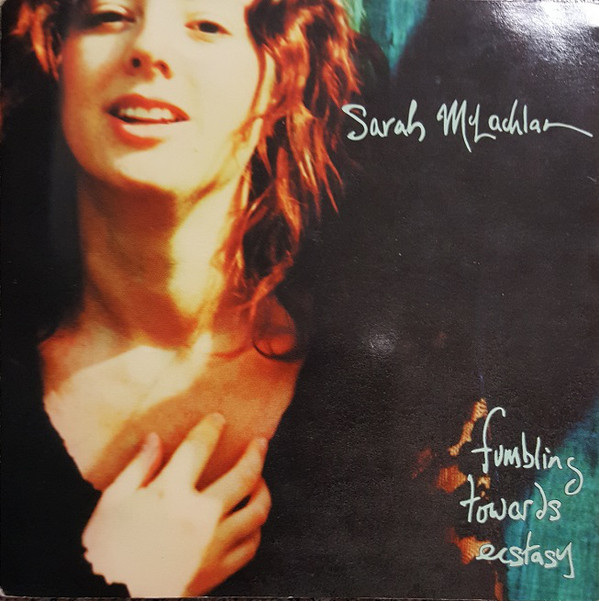 Sarah McLachlan
fumbling
towards
ecstasy